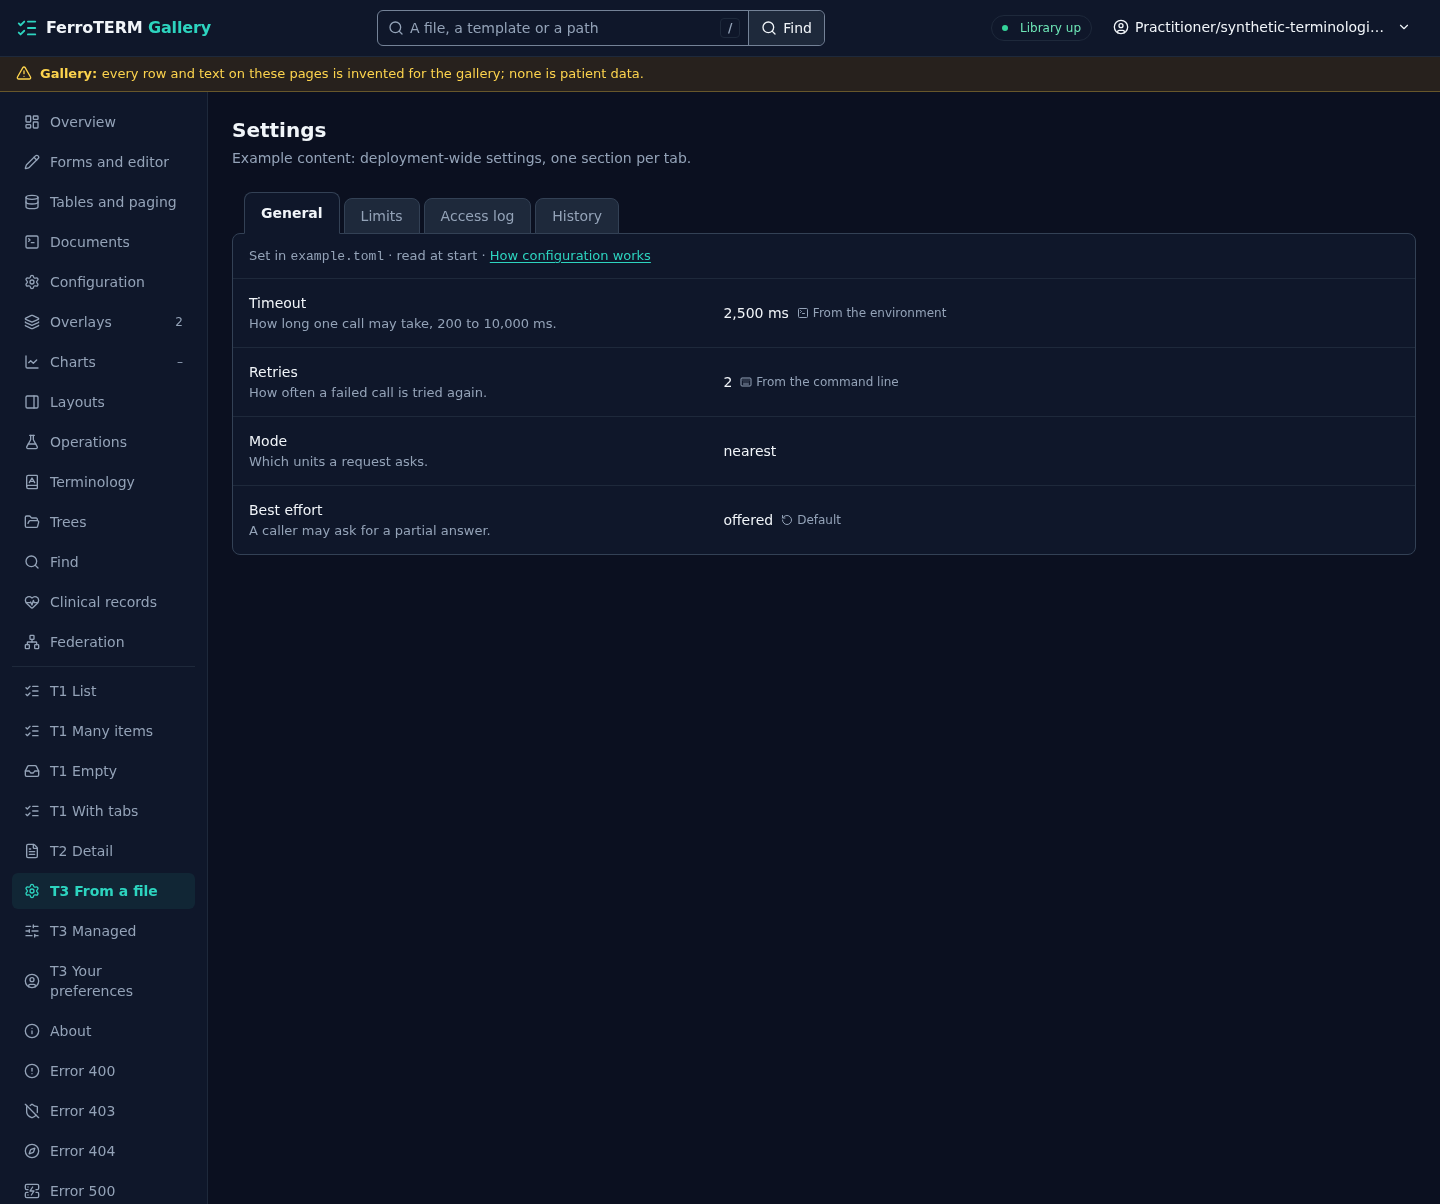 FerroTERM Gallery
A file, a template or a path
/
Find
Library up
Practitioner/synthetic-terminologi…
Gallery: every row and text on these pages is invented for the gallery; none is patient data.
Overview
Forms and editor
Tables and paging
Documents
Configuration
Overlays 2
Charts –
Layouts
Operations
Terminology
Trees
Find
Clinical records
Federation
T1 List
T1 Many items
T1 Empty
T1 With tabs
T2 Detail
T3 From a file
T3 Managed
T3 Your
preferences
About
Error 400
Error 403
Error 404
Error 500
Settings
Example content: deployment-wide settings, one section per tab.
General
Limits
Access log
History
Set in example.toml · read at start · How configuration works
Timeout
How long one call may take, 200 to 10,000 ms.
2,500 ms From the environment
Retries
How often a failed call is tried again.
2 From the command line
Mode
Which units a request asks.
nearest
Best effort
A caller may ask for a partial answer.
offered Default